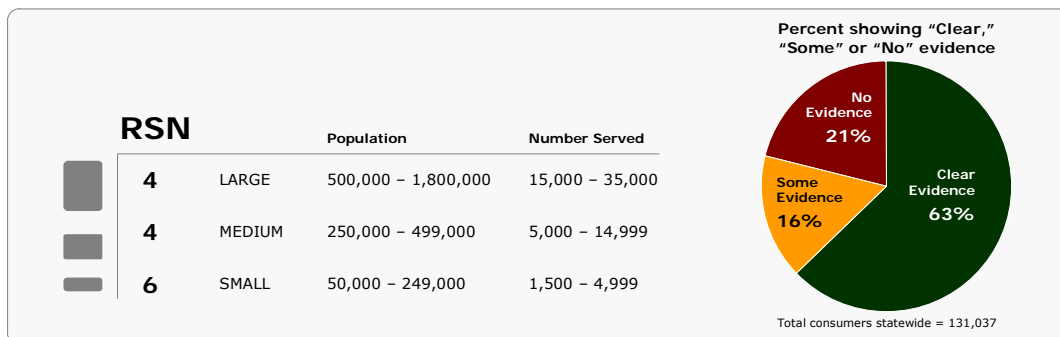 Percent showing “Clear,”
“Some” or “No” evidence
RSN
Population
Number Served
4 LARGE 500,000 – 1,800,000 15,000 – 35,000
4 MEDIUM 250,000 – 499,000 5,000 – 14,999
6 SMALL 50,000 – 249,000 1,500 – 4,999
No
Evidence
21%
Some
Evidence
16%
Clear
Evidence
63%
Total consumers statewide = 131,037